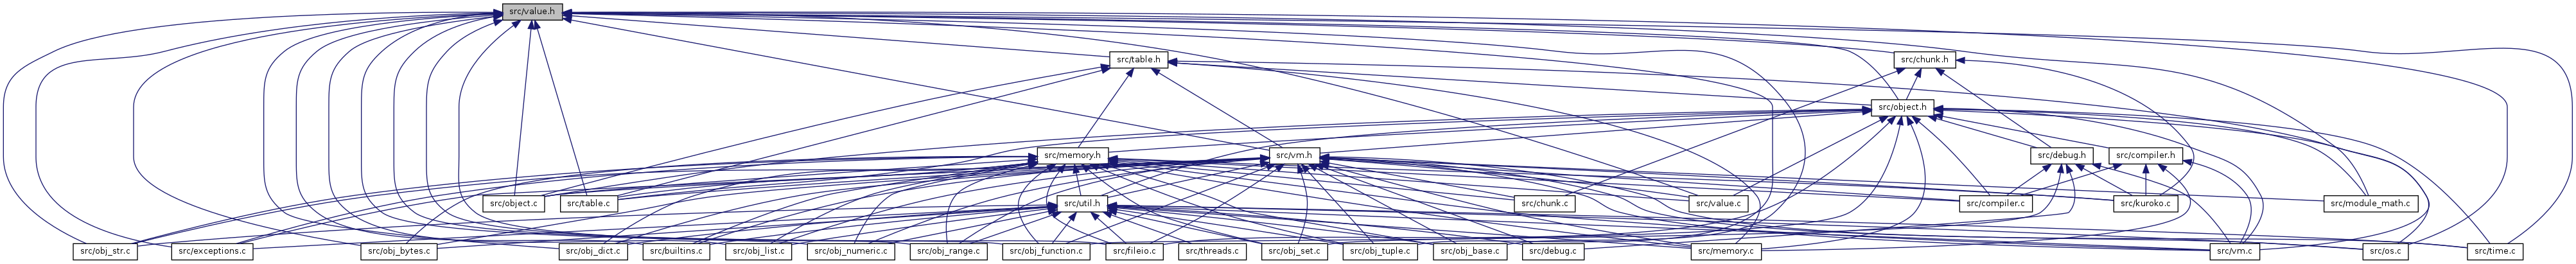 src/value.h
src/table.h
src/chunk.h
src/object.h
src/memory.h
src/vm.h
src/debug.h
src/compiler.h
src/object.c
src/table.c
src/util.h
src/chunk.c
src/value.c
src/compiler.c
src/kuroko.c
src/module_math.c
src/obj_str.c
src/exceptions.c
src/obj_bytes.c
src/obj_dict.c
src/builtins.c
src/obj_list.c
src/obj_numeric.c
src/obj_range.c
src/obj_function.c
src/fileio.c
src/threads.c
src/obj_set.c
src/obj_tuple.c
src/obj_base.c
src/debug.c
src/memory.c
src/vm.c
src/os.c
src/time.c